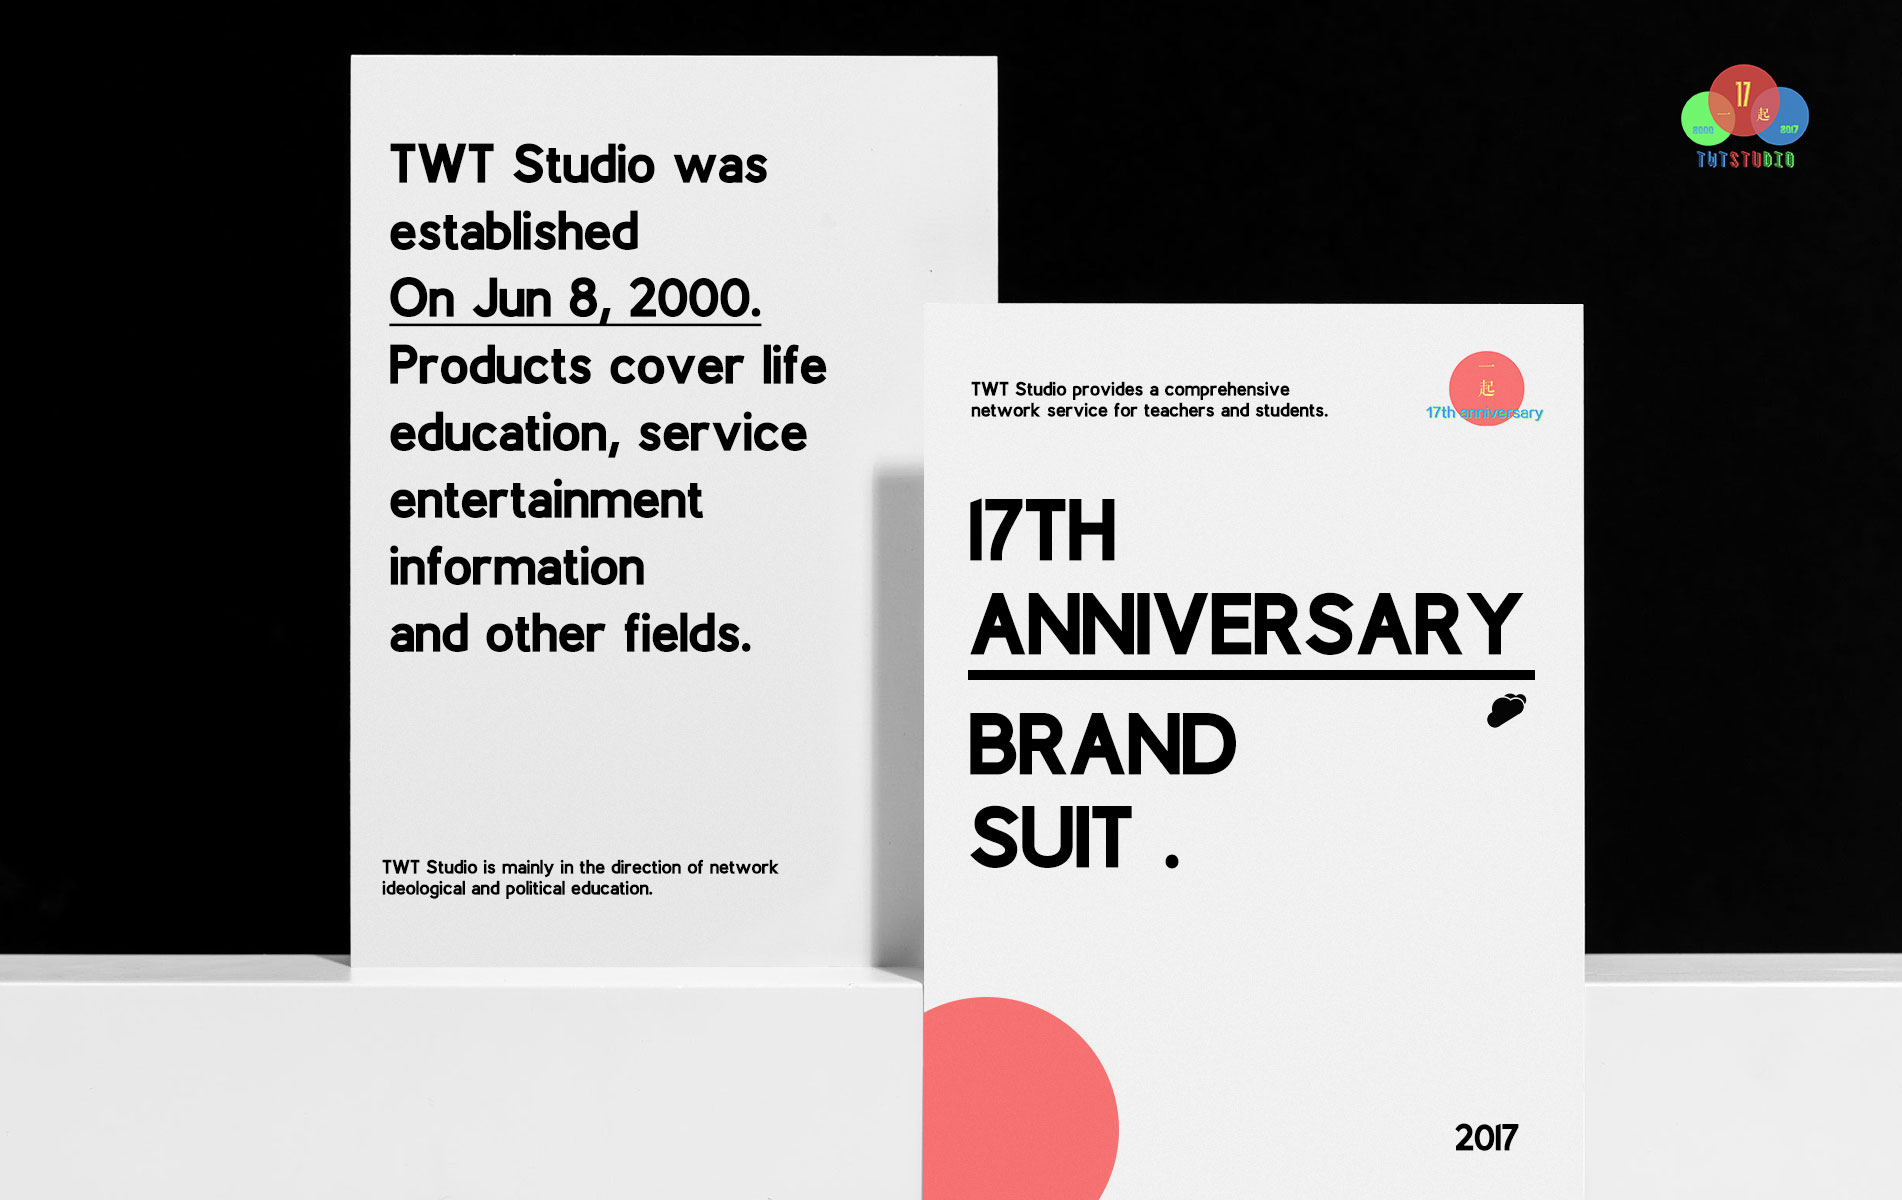 TWT Studio was
established
On Jun 8, 2000.
Products cover life
education, service
entertainment
information
and other fields.
TWT Studio is mainly in the direction of network
ideological and political education.
17
一 起
2000 2017
TWTSTUDIO
TWT Studio provides a comprehensive
network service for teachers and students.
一
起
17th anniversary
17TH
ANNIVERSARY
BRAND
SUIT .
2017